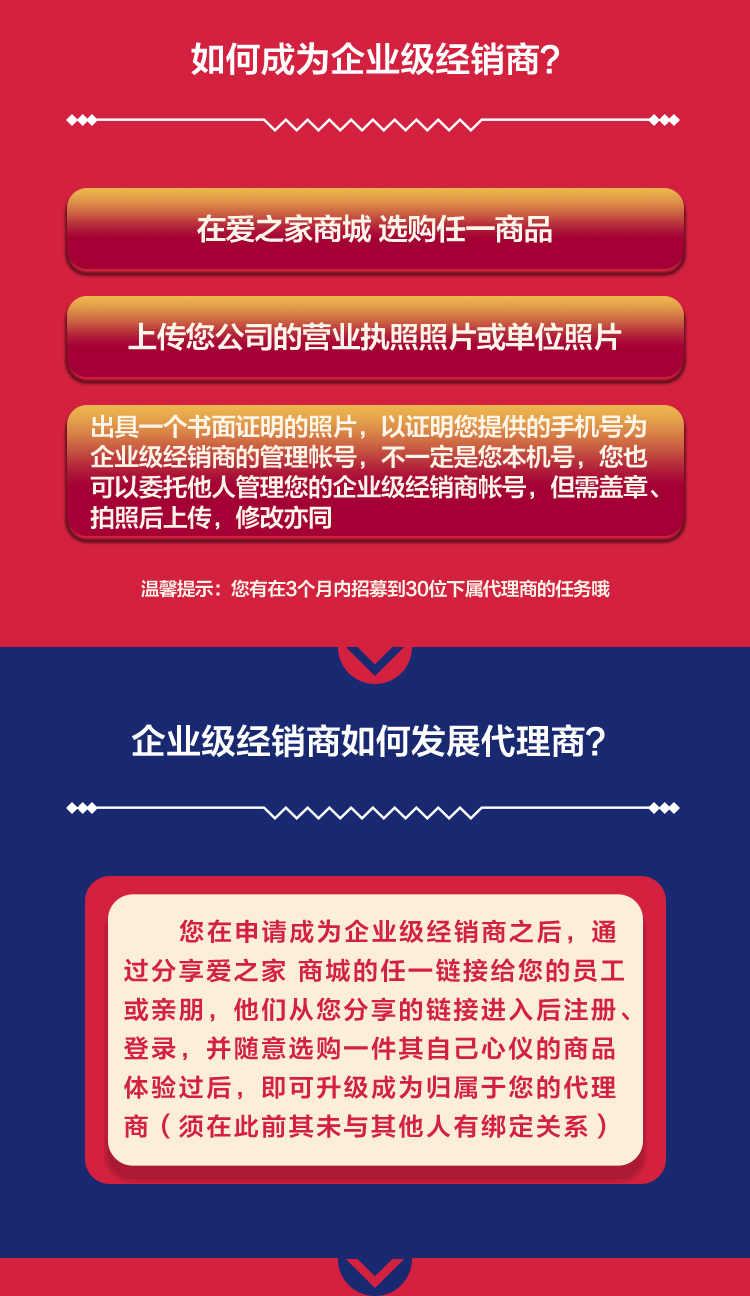 如何成为企业级经销商?
在爱之家商城 选购任一商品
上传您公司的营业执照照片或单位照片
出具一个书面证明的照片，以证明您提供的手机号为
企业级经销商的管理帐号，不一定是您本机号，您也
可以委托他人管理您的企业级经销商帐号，但需盖章、
拍照后上传，修改亦同
温馨提示：您有在3个月内招募到30位下属代理商的任务哦
企业级经销商如何发展代理商?
您在申请成为企业级经销商之后，通
过分享爱之家 商城的任一链接给您的员工
或亲朋，他们从您分享的链接进入后注册、
登录，并随意选购一件其自己心仪的商品
体验过后，即可升级成为归属于您的代理
商（须在此前其未与其他人有绑定关系）